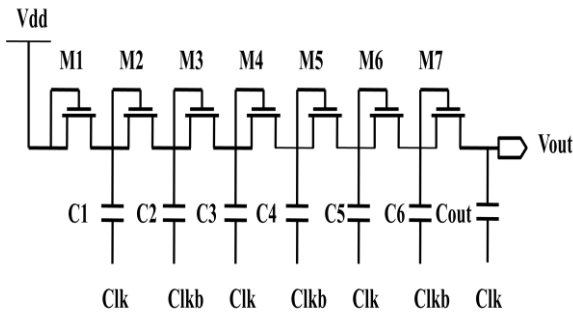 Vdd
M1 M2 M3 M4 M5 M6 M7
Vout
C1 C2 C3 C4 C5 C6 Cout
Clk Clkb Clk Clkb Clk Clkb Clk